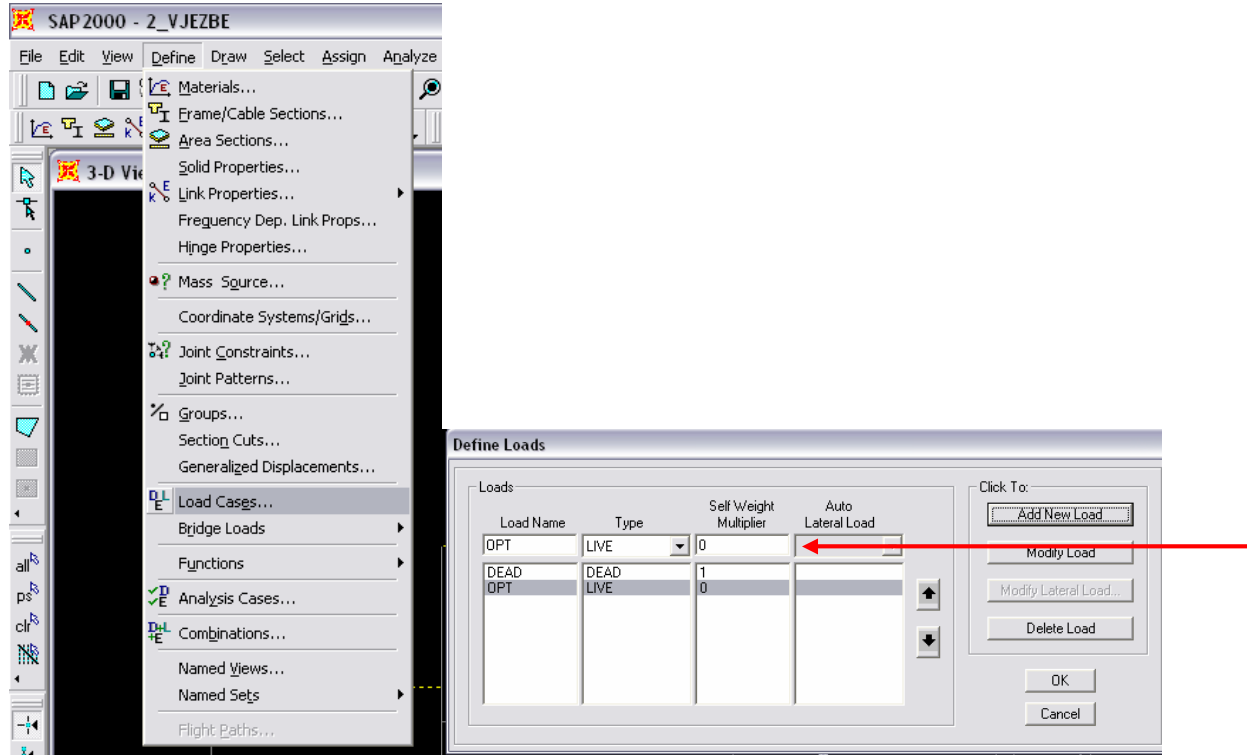 SAP2000 - 2_VJEZBE
File Edit View Define Draw Select Assign Analyze
Materials...
Frame/Cable Sections...
Area Sections...
3-D Vie
Solid Properties...
Link Properties...
Frequency Dep. Link Props...
Hinge Properties...
Mass Source...
Coordinate Systems/Grids...
Joint Constraints...
Joint Patterns...
Groups...
Section Cuts...
Generalized Displacements...
Load Cases...
Bridge Loads
Functions
Analysis Cases...
Combinations...
Named Views...
Named Sets
Flight Paths...
all
ps
clr
Define Loads
Loads
Load Name Type Self Weight Multiplier Auto Lateral Load
OPT LIVE 0
DEAD DEAD 1
OPT LIVE 0
Click To:
Add New Load
Modify Load
Modify Lateral Load...
Delete Load
OK
Cancel